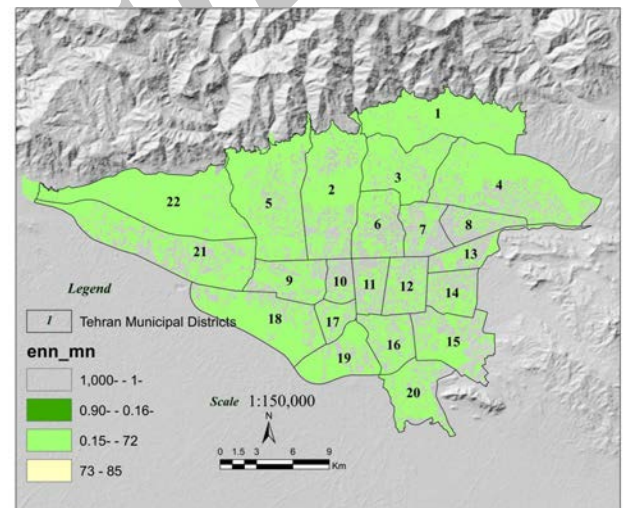 1
3
4
2
5
22
6
7
8
21
13
9
10
11
12
14
18
17
16
15
19
20
Legend
1 Tehran Municipal Districts
enn_mn
1,000- - 1-
0.90- - 0.16-
0.15- - 72
73 - 85
Scale 1:150,000
N
0 1.5 3 6 9
Km